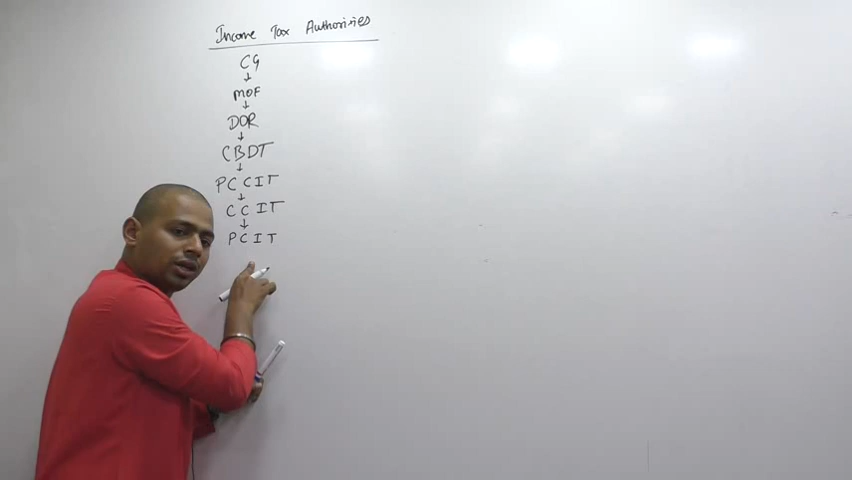 Income Tax Authorities
CG
↓
MOF
↓
DOR
↓
CBDT
↓
PCCIT
↓
CCIT
↓
PCIT